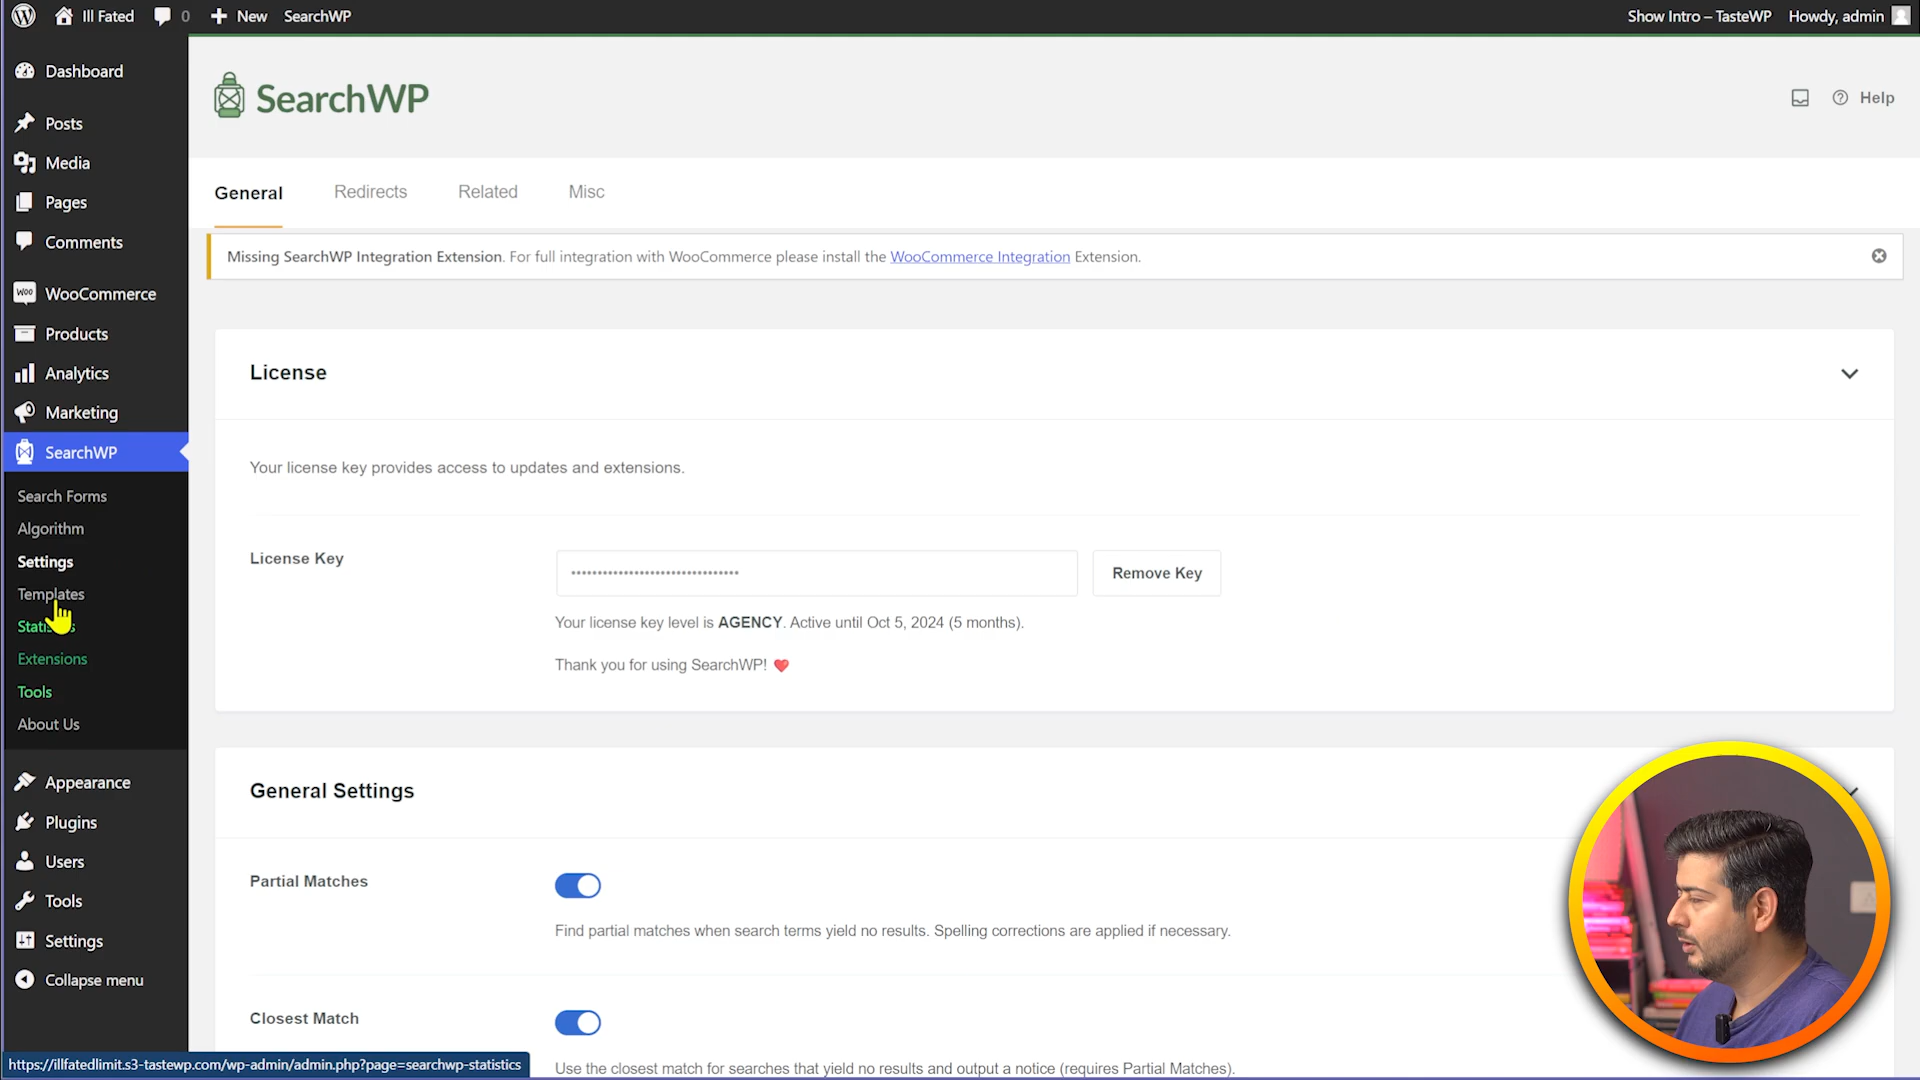 Ill Fated
0
New
SearchWP
Show Intro – TasteWP
Howdy, admin
Dashboard
Posts
Media
Pages
Comments
WooCommerce
Products
Analytics
Marketing
SearchWP
Search Forms
Algorithm
Settings
Templates
Extensions
Tools
About Us
Appearance
Plugins
Users
Tools
Settings
Collapse menu
SearchWP
Help
General
Redirects
Related
Misc
Missing SearchWP Integration Extension. For full integration with WooCommerce please install the WooCommerce Integration Extension.
License
Your license key provides access to updates and extensions.
License Key
••••••••••••••••••••••••••••••••
Remove Key
Your license key level is AGENCY. Active until Oct 5, 2024 (5 months).
Thank you for using SearchWP! ❤
General Settings
Partial Matches
Find partial matches when search terms yield no results. Spelling corrections are applied if necessary.
Closest Match
Use the closest match for searches that yield no results and output a notice (requires Partial Matches).
https://illfatedlimit.s3-tastewp.com/wp-admin/admin.php?page=searchwp-statistics